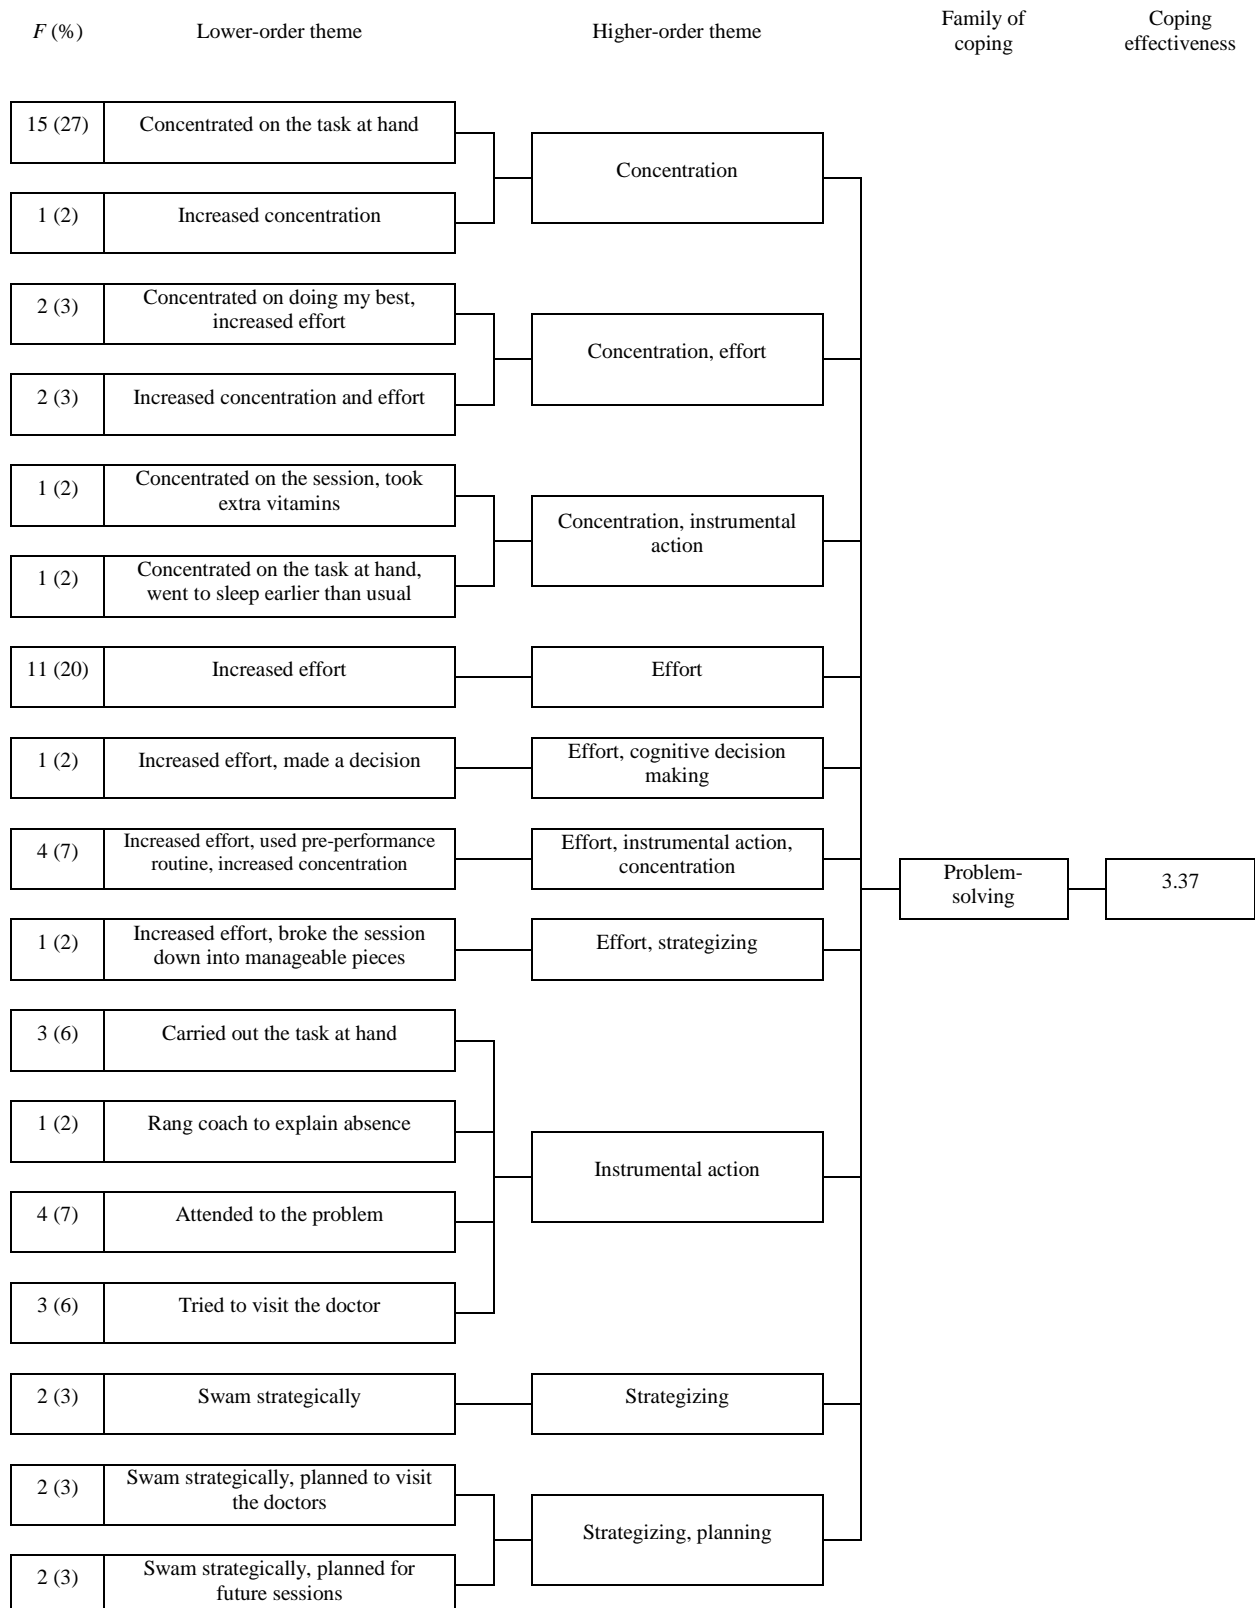 F (%)
Lower-order theme
Higher-order theme
Family of
coping
Coping
effectiveness
15 (27)
Concentrated on the task at hand
1 (2)
Increased concentration
Concentration
2 (3)
Concentrated on doing my best,
increased effort
2 (3)
Increased concentration and effort
Concentration, effort
1 (2)
Concentrated on the session, took
extra vitamins
1 (2)
Concentrated on the task at hand,
went to sleep earlier than usual
Concentration, instrumental
action
11 (20)
Increased effort
Effort
1 (2)
Increased effort, made a decision
Effort, cognitive decision
making
4 (7)
Increased effort, used pre-performance
routine, increased concentration
Effort, instrumental action,
concentration
1 (2)
Increased effort, broke the session
down into manageable pieces
Effort, strategizing
3 (6)
Carried out the task at hand
1 (2)
Rang coach to explain absence
4 (7)
Attended to the problem
3 (6)
Tried to visit the doctor
Instrumental action
2 (3)
Swam strategically
Strategizing
2 (3)
Swam strategically, planned to visit
the doctors
2 (3)
Swam strategically, planned for
future sessions
Strategizing, planning
Problem-
solving
3.37